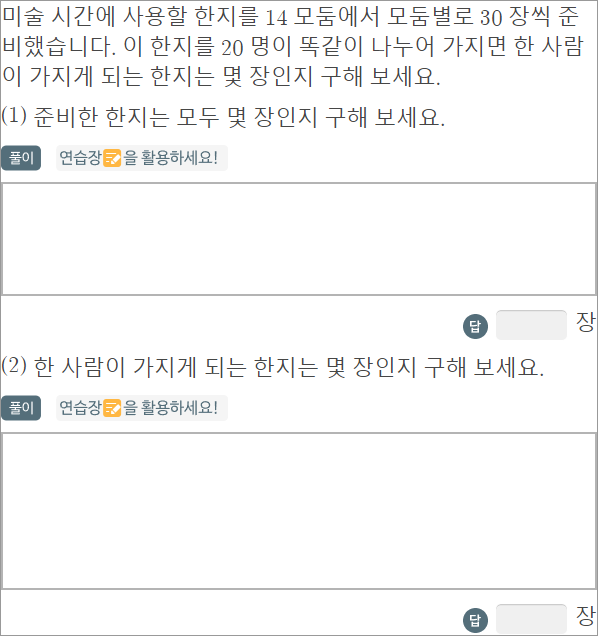 미술 시간에 사용할 한지를 14 모둠에서 모둠별로 30 장씩 준
비했습니다. 이 한지를 20 명이 똑같이 나누어 가지면 한 사람
이 가지게 되는 한지는 몇 장인지 구해 보세요.
(1) 준비한 한지는 모두 몇 장인지 구해 보세요.
풀이 연습장을 활용하세요!
답 장
(2) 한 사람이 가지게 되는 한지는 몇 장인지 구해 보세요.
풀이 연습장을 활용하세요!
답 장